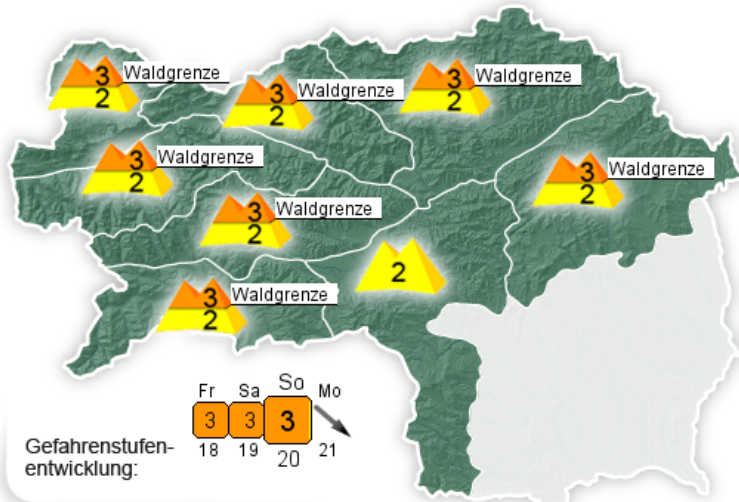 3 Waldgrenze
2
3 Waldgrenze
2
3 Waldgrenze
2
3 Waldgrenze
2
3 Waldgrenze
2
3 Waldgrenze
2
2
3 Waldgrenze
2
Fr Sa So Mo
3 3 3
18 19 20 21
Gefahrenstufen-
entwicklung: